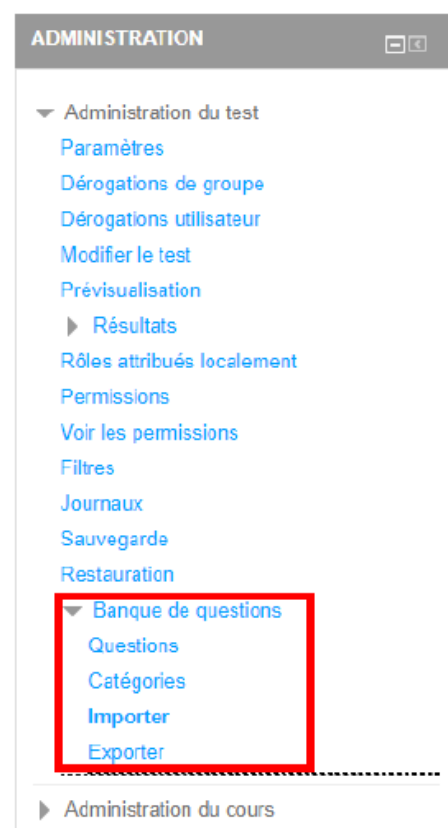 ADMINISTRATION
Administration du test
Paramètres
Dérogations de groupe
Dérogations utilisateur
Modifier le test
Prévisualisation
Résultats
Rôles attribués localement
Permissions
Voir les permissions
Filtres
Journaux
Sauvegarde
Restauration
Banque de questions
Questions
Catégories
Importer
Exporter
Administration du cours